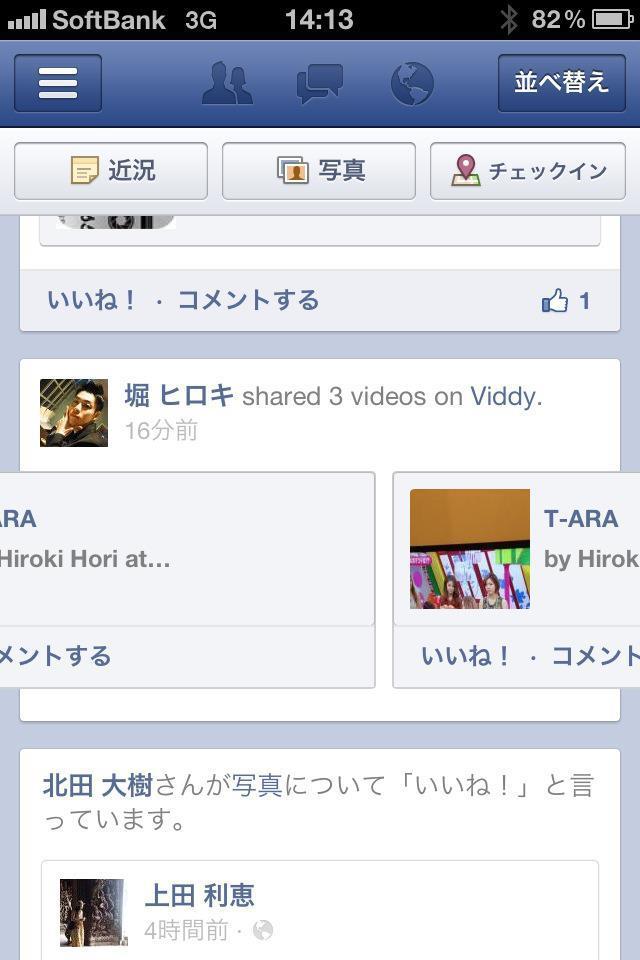 SoftBank 3G 14:13 82%
並べ替え
近況 写真 チェックイン
いいね！ · コメントする 1
堀 ヒロキ shared 3 videos on Viddy.
16分前
ARA
Hiroki Hori at...
メントする
T-ARA
by Hirok
いいね！ · コメント
北田 大樹さんが写真について「いいね！」と言
っています。
上田 利恵
4時間前 ·